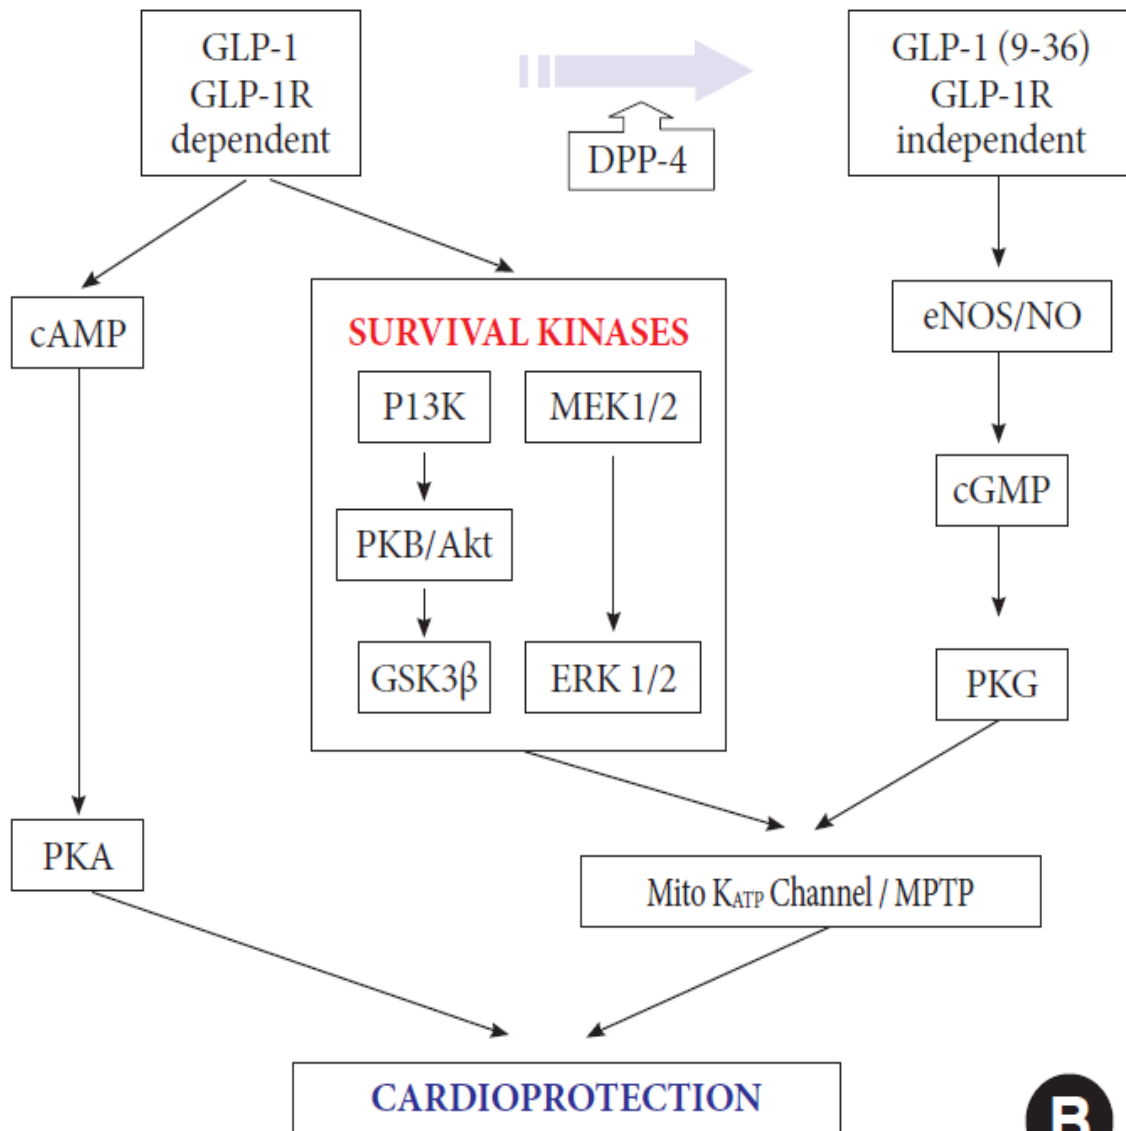 GLP-1
GLP-1R
dependent
DPP-4
GLP-1 (9-36)
GLP-1R
independent
cAMP
SURVIVAL KINASES
eNOS/NO
P13K
MEK1/2
cGMP
PKB/Akt
GSK3β
ERK 1/2
PKG
PKA
Mito KATP Channel / MPTP
CARDIOPROTECTION
B